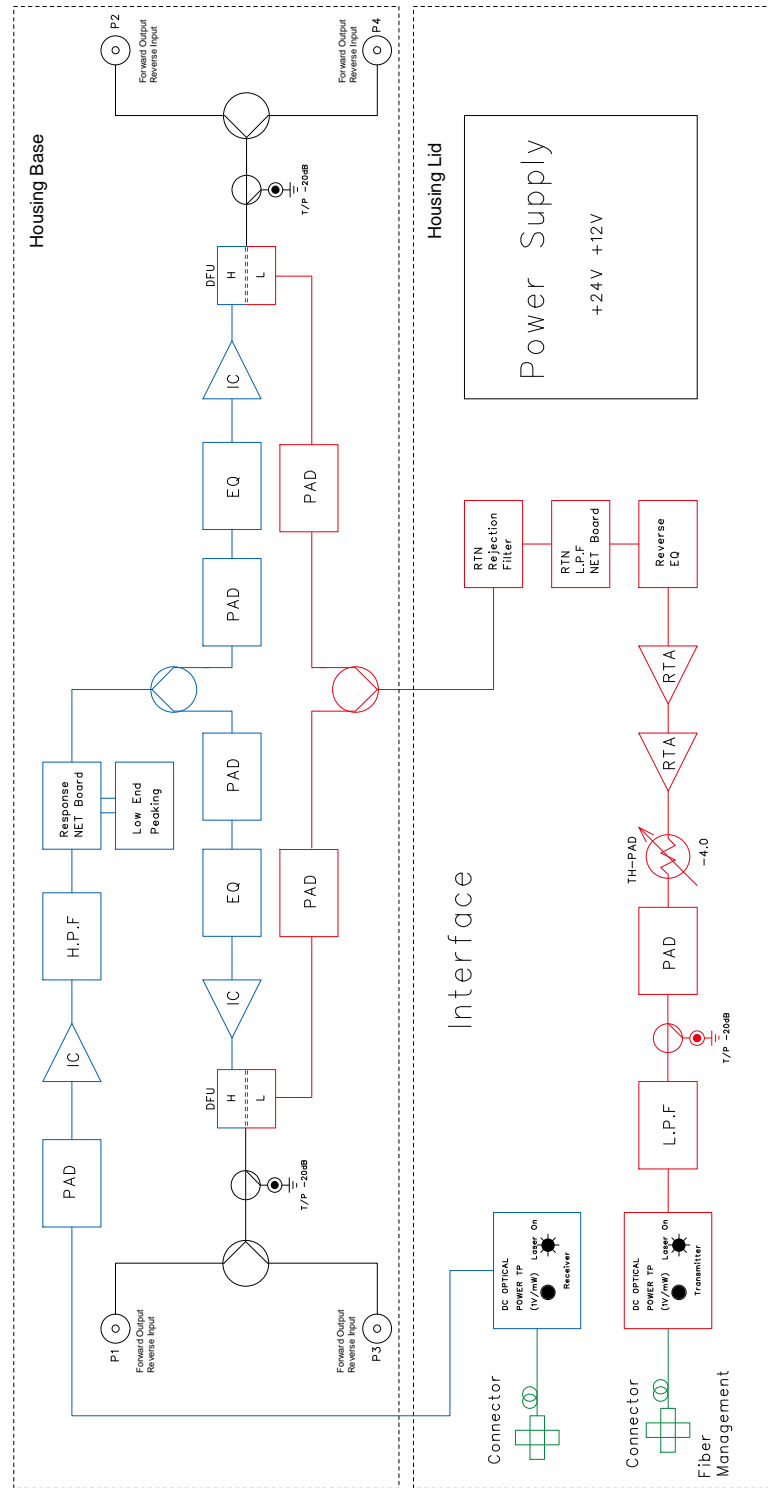 Housing Base
P2
Forward Output
Reverse Input
P4
Forward Output
Reverse Input
T/P -20dB
DFU
H
L
IC
EQ
PAD
PAD
PAD
EQ
IC
PAD
DFU
H
L
T/P -20dB
P1
Forward Output
Reverse Input
P3
Forward Output
Reverse Input
Response
NET Board
Low End
Peaking
H.P.F
IC
PAD
Housing Lid
Power Supply
+24V +12V
RTN
Rejection
Filter
RTN
L.P.F
NET Board
Reverse
EQ
RTA
RTA
TH-PAD
-4.0
PAD
T/P -20dB
L.P.F
Interface
DC OPTICAL
POWER TP
(1V/mW)
Laser On
Receiver
DC OPTICAL
POWER TP
(1V/mW)
Laser On
Transmitter
Connector
Connector
Fiber
Management